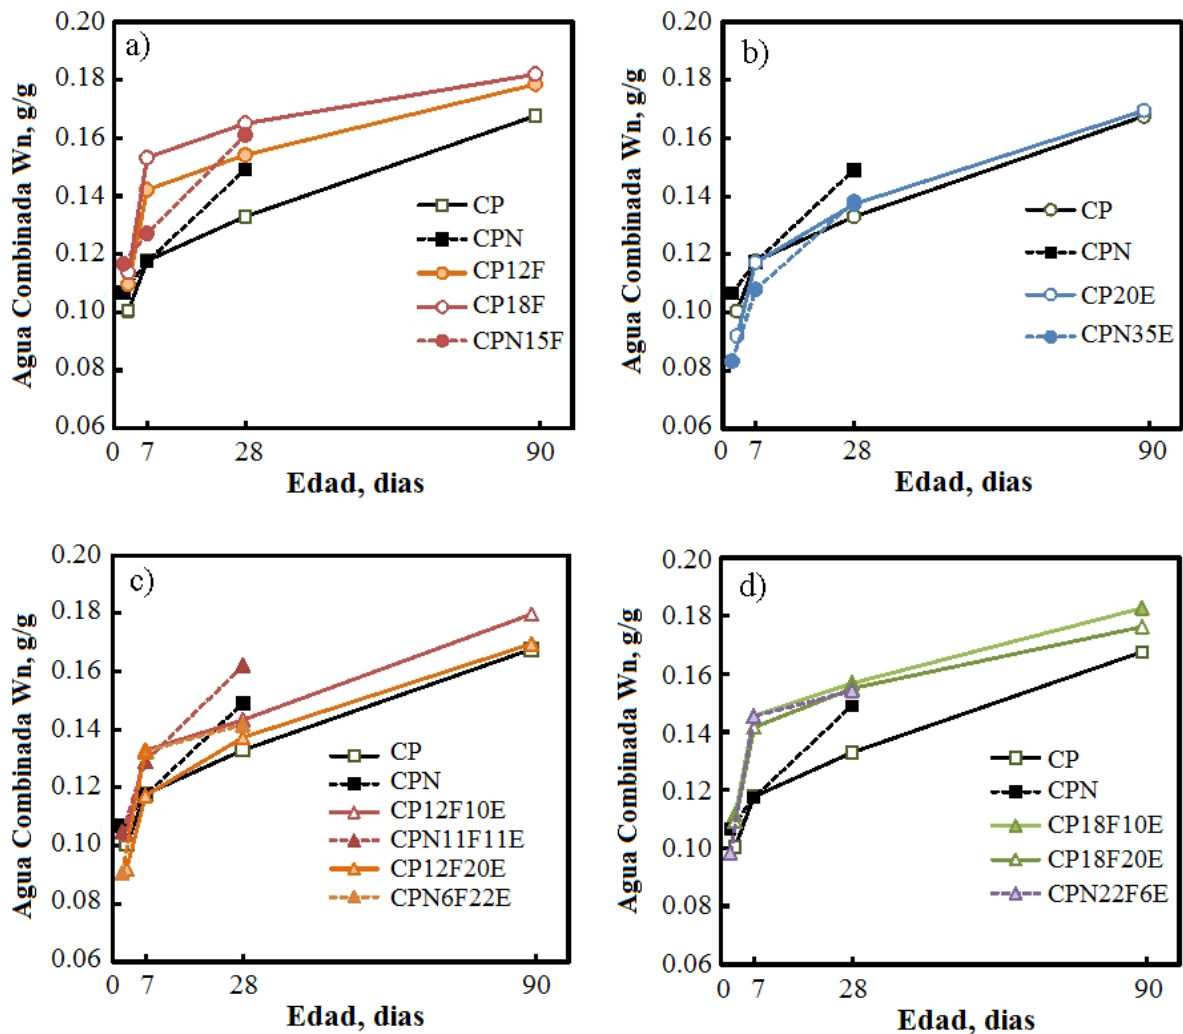 a)
Agua Combinada Wn, g/g
0.20
0.18
0.16
0.14
0.12
0.10
0.08
0.06
0
7
28
90
Edad, dias
CP
CPN
CP12F
CP18F
CPN15F
b)
Agua Combinada Wn, g/g
0.20
0.18
0.16
0.14
0.12
0.10
0.08
0.06
0
7
28
90
Edad, dias
CP
CPN
CP20E
CPN35E
c)
Agua Combinada Wn, g/g
0.20
0.18
0.16
0.14
0.12
0.10
0.08
0.06
0
7
28
90
Edad, dias
CP
CPN
CP12F10E
CPN11F11E
CP12F20E
CPN6F22E
d)
Agua Combinada Wn, g/g
0.20
0.18
0.16
0.14
0.12
0.10
0.08
0.06
0
7
28
90
Edad, dias
CP
CPN
CP18F10E
CP18F20E
CPN22F6E